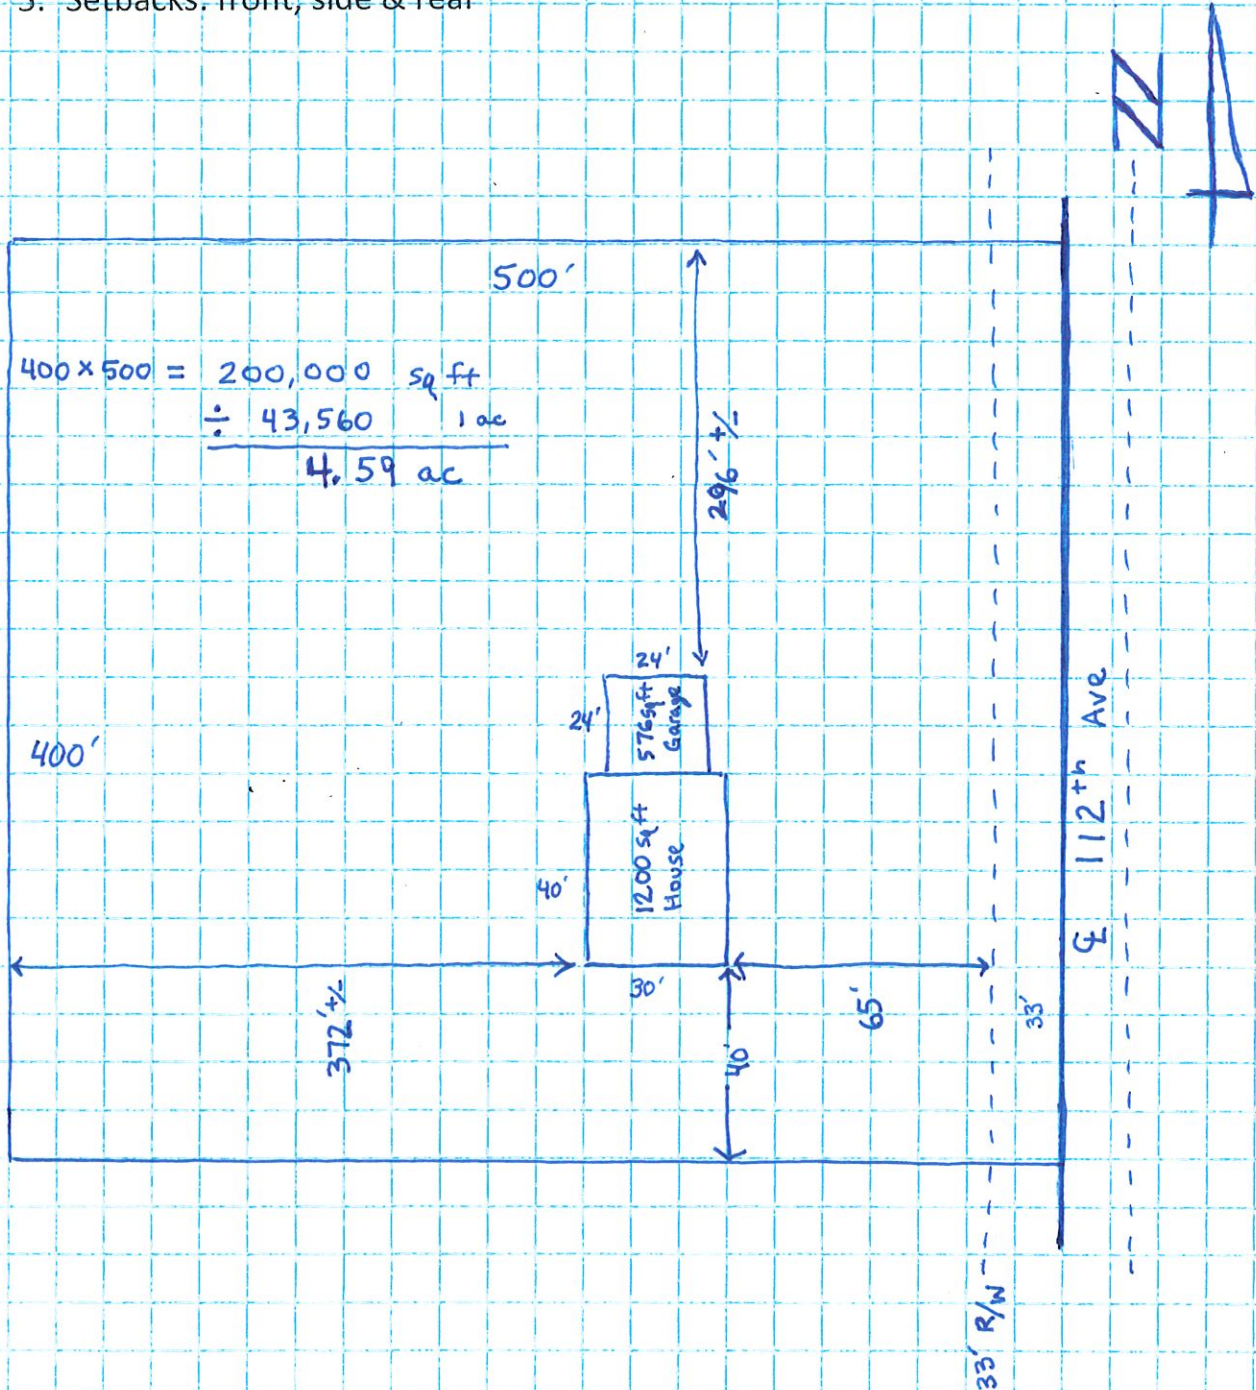 5. Setbacks: front, side & rear
N
500'
400 x 500 = 200,000 sq ft
÷ 43,560 1 ac
4.59 ac
296' +/-
24'
24'
576 sq ft
Garage
400'
40'
1200 sq ft
House
30'
372' +/-
40'
65'
33'
℄ 112th Ave
33' R/W